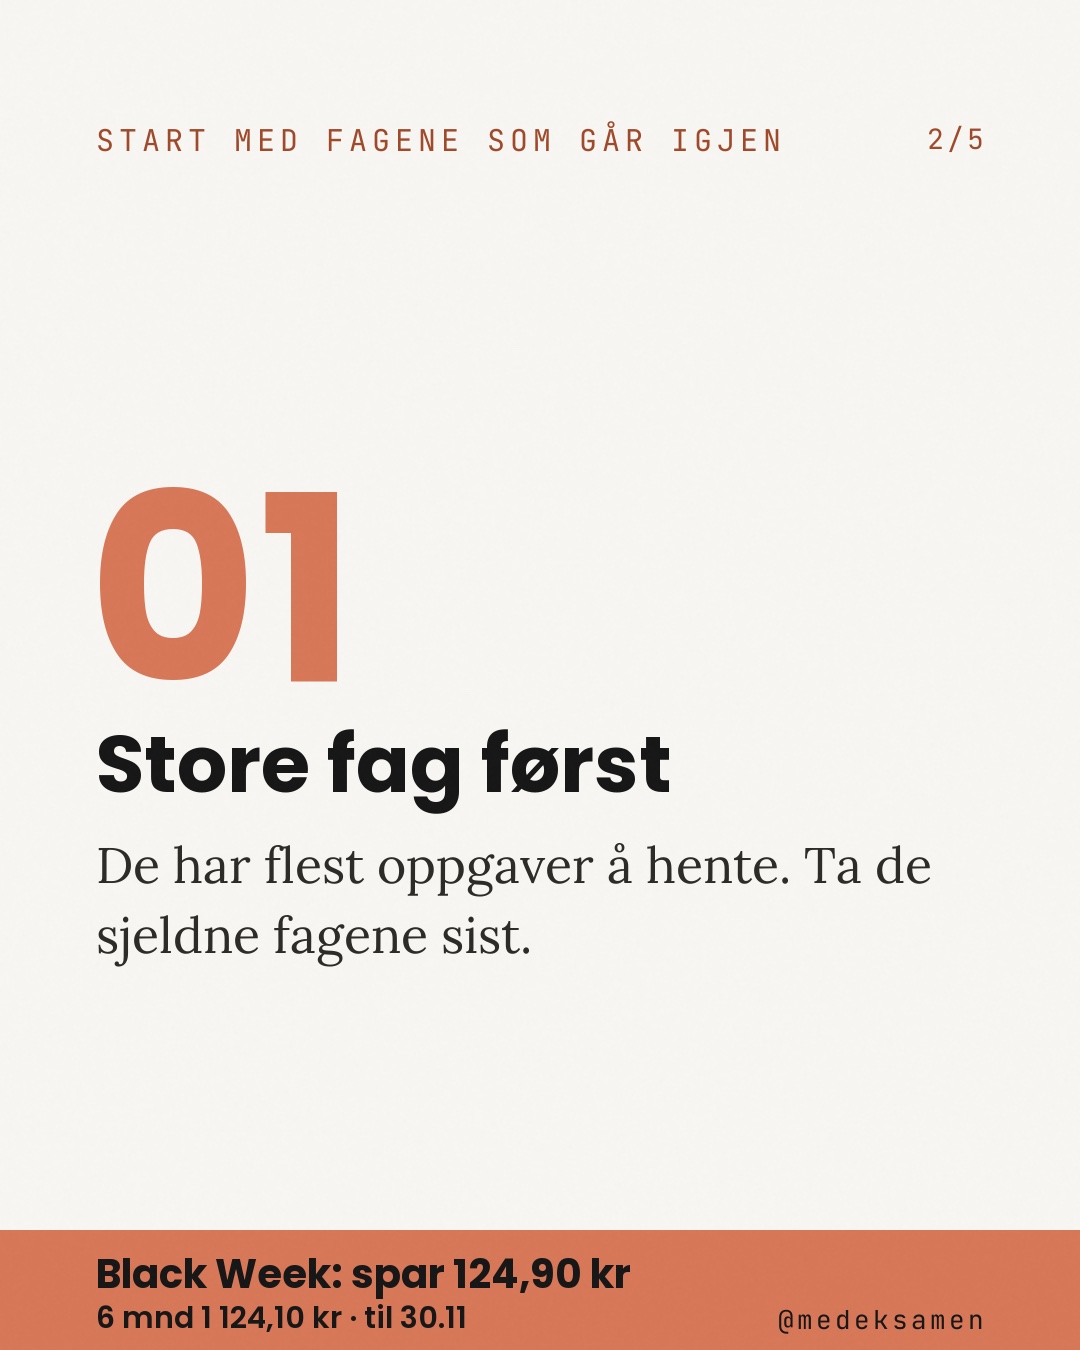 START MED FAGENE SOM GÅR IGJEN 2/5
01
Store fag først
De har flest oppgaver å hente. Ta de
sjeldne fagene sist.
Black Week: spar 124,90 kr
6 mnd 1 124,10 kr · til 30.11
@medeksamen